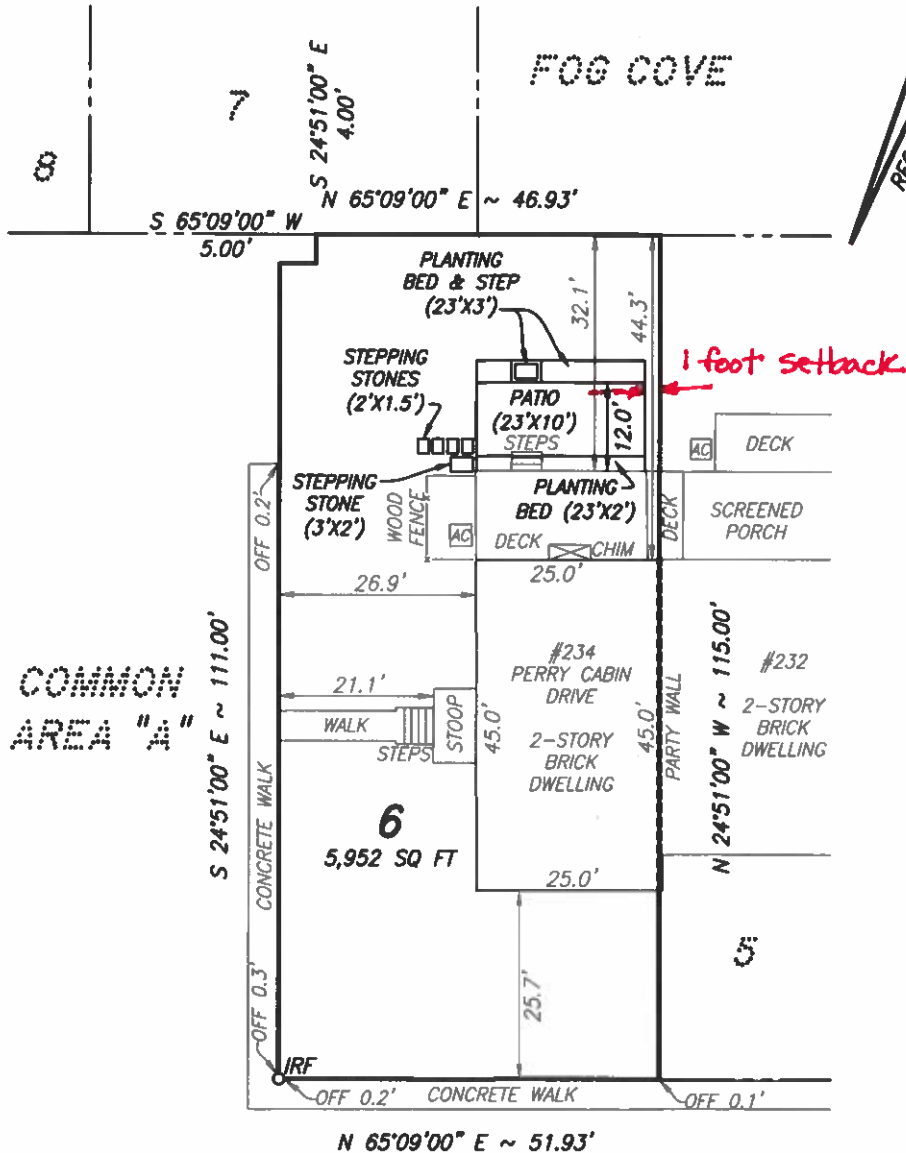 FOG COVE
7
8
S 24°51'00" E
4.00'
N 65°09'00" E ~ 46.93'
S 65°09'00" W
5.00'
PLANTING
BED & STEP
(23'X3')
32.1'
44.3'
1 foot setback
STEPPING
STONES
(2'X1.5')
PATIO
(23'X10')
12.0'
STEPS
AC
DECK
STEPPING
STONE
(3'X2')
PLANTING
BED (23'X2')
OFF 0.2'
WOOD
FENCE
AC
DECK
CHIM
DECK
SCREENED
PORCH
25.0'
26.9'
COMMON
AREA "A"
S 24°51'00" E ~ 111.00'
CONCRETE WALK
21.1'
WALK
STEPS
STOOP
45.0'
#234
PERRY CABIN
DRIVE
2-STORY
BRICK
DWELLING
45.0'
PARTY WALL
N 24°51'00" W ~ 115.00'
#232
2-STORY
BRICK
DWELLING
6
5,952 SQ FT
25.0'
5
25.7'
OFF 0.3'
IRF
OFF 0.2'
CONCRETE WALK
OFF 0.1'
N 65°09'00" E ~ 51.93'